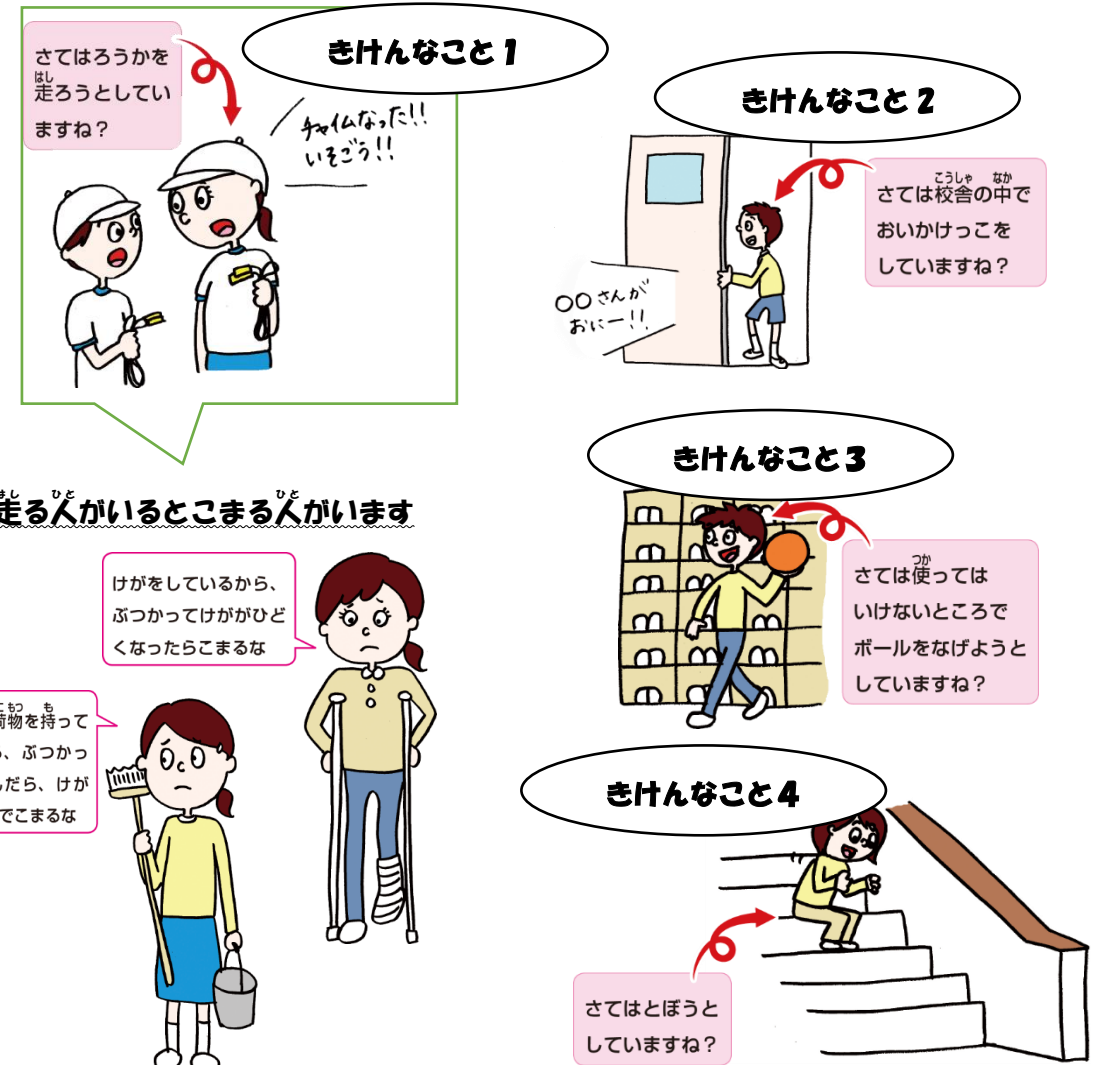 きけんなこと1
さてはろうかを
走ろうとしてい
ますね?
チャイムなった!!
いそごう!!
きけんなこと2
さては校舎の中で
おいかけっこを
していますね?
○○さんが
おにー!!
走る人がいるとこまる人がいます
けがをしているから、
ぶつかってけががひど
くなったらこまるな
物を持って
、ぶつかっ
だら、けが
でこまるな
きけんなこと3
さては使っては
いけないところで
ボールをなげようと
していますね?
きけんなこと4
さてはとぼうと
していますね?